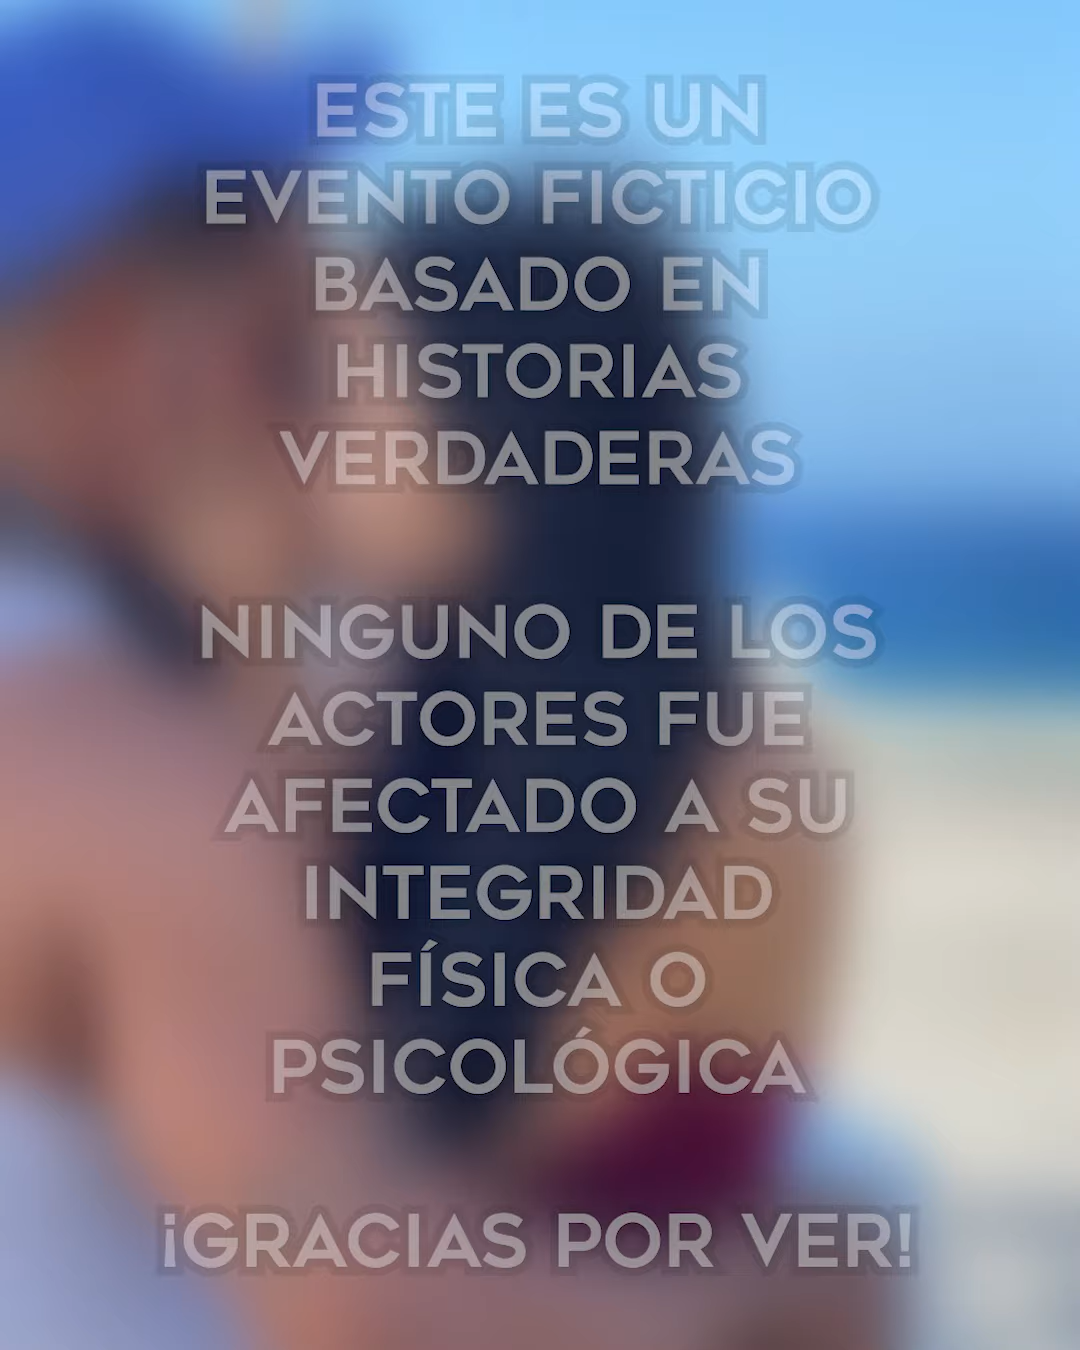 ESTE ES UN
EVENTO FICTICIO
BASADO EN
HISTORIAS
VERDADERAS
NINGUNO DE LOS
ACTORES FUE
AFECTADO A SU
INTEGRIDAD
FÍSICA O
PSICOLÓGICA
¡GRACIAS POR VER!